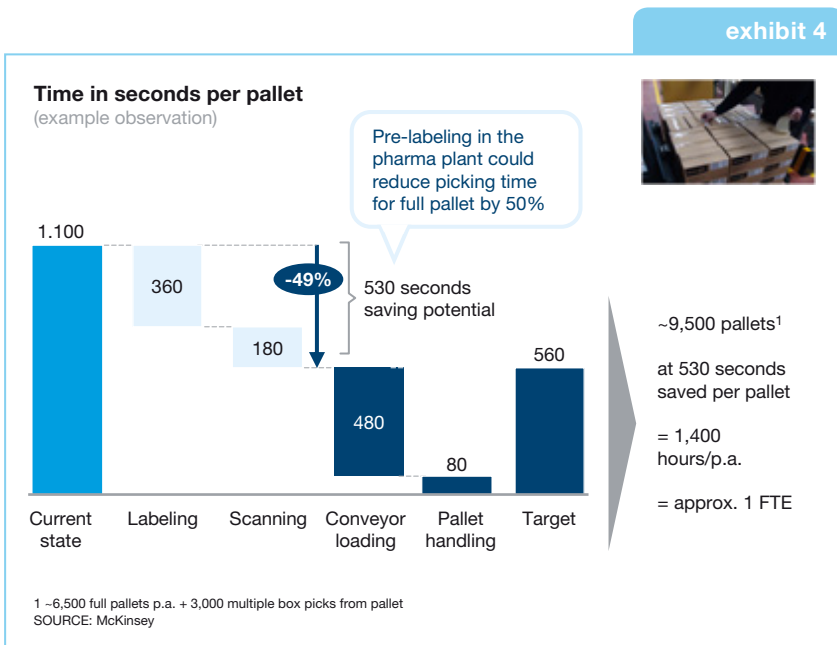 exhibit 4
Time in seconds per pallet
(example observation)
Pre-labeling in the
pharma plant could
reduce picking time
for full pallet by 50%
1.100
360
-49%
530 seconds
saving potential
180
480
80
560
Current
state
Labeling
Scanning
Conveyor
loading
Pallet
handling
Target
~9,500 pallets¹
at 530 seconds
saved per pallet
= 1,400
hours/p.a.
= approx. 1 FTE
1 ~6,500 full pallets p.a. + 3,000 multiple box picks from pallet
SOURCE: McKinsey